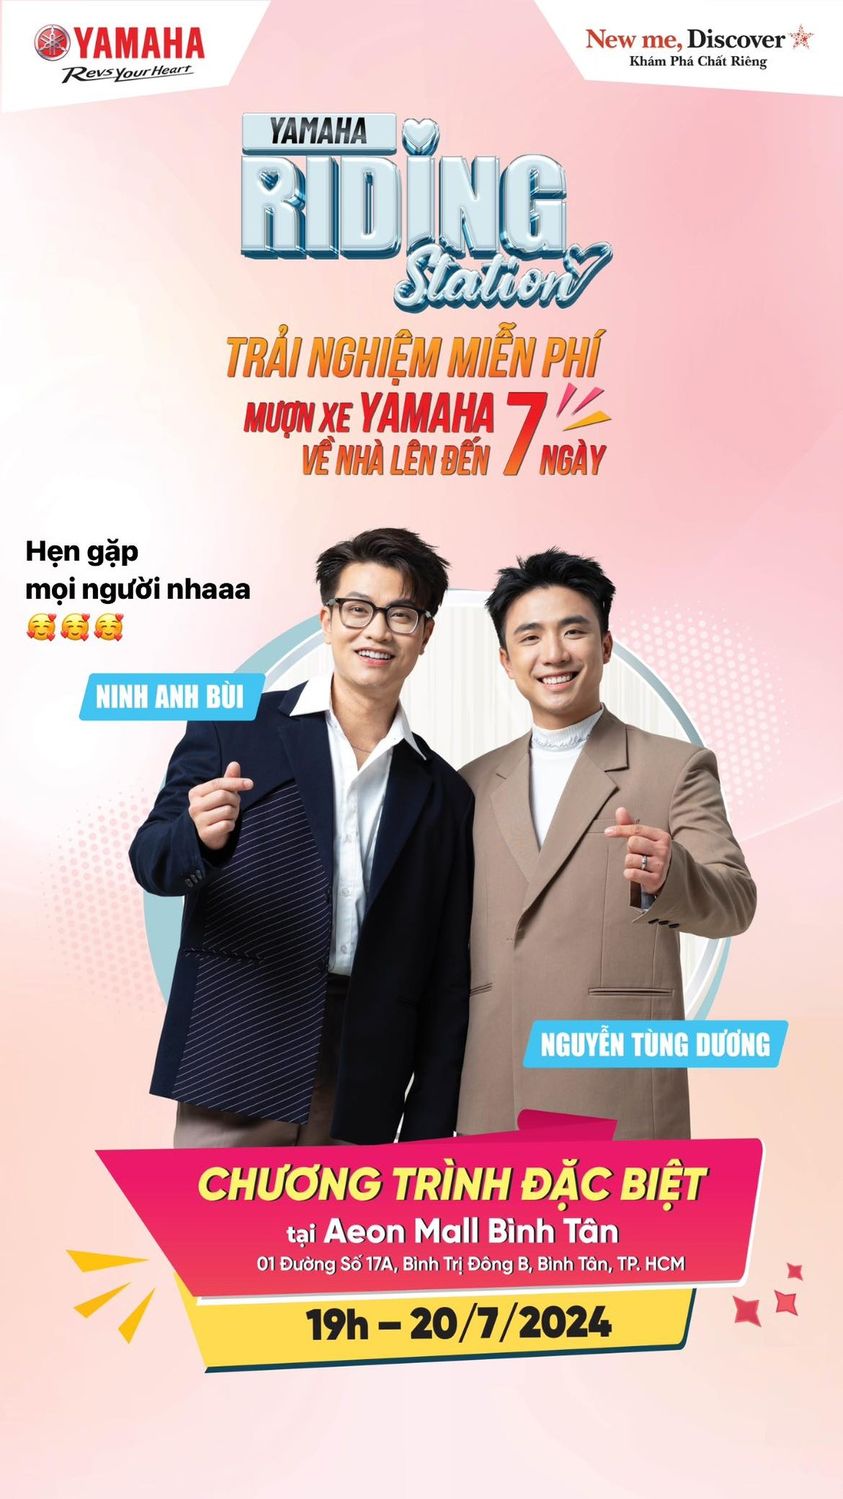 YAMAHA
Revs Your Heart
New me, Discover
Khám Phá Chất Riêng
YAMAHA
RIDING
Station
TRẢI NGHIỆM MIỄN PHÍ
MƯỢN XE YAMAHA 7
VỀ NHÀ LÊN ĐẾN NGÀY
Hẹn gặp
mọi người nhaaa
🥰🥰🥰
NINH ANH BÙI
NGUYỄN TÙNG DƯƠNG
CHƯƠNG TRÌNH ĐẶC BIỆT
tại Aeon Mall Bình Tân
01 Đường Số 17A, Bình Trị Đông B, Bình Tân, TP. HCM
19h – 20/7/2024